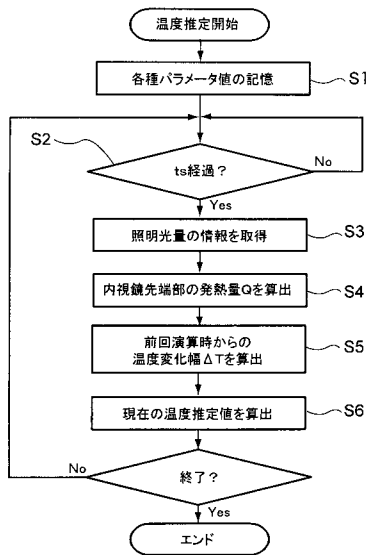 温度推定開始
各種パラメータ値の記憶
S1
S2
ts経過？
No
Yes
照明光量の情報を取得
S3
内視鏡先端部の発熱量Qを算出
S4
前回演算時からの
温度変化幅ΔTを算出
S5
現在の温度推定値を算出
S6
No
終了？
Yes
エンド